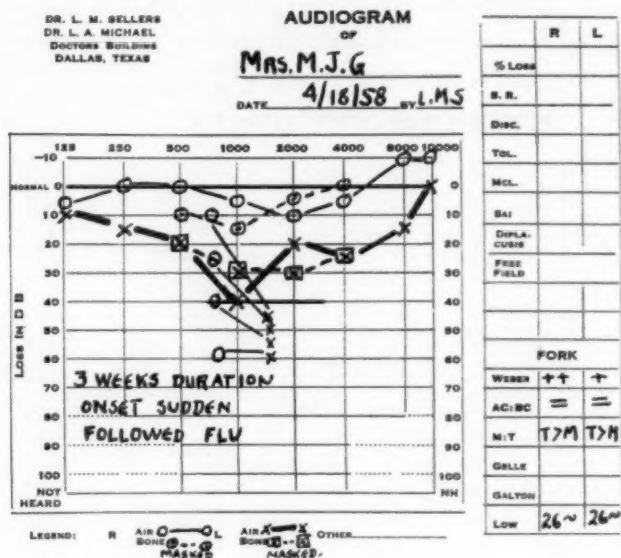 DR. L. M. SELLERS
DR. L. A. MICHAEL
DOCTORS BUILDING
DALLAS, TEXAS
AUDIOGRAM
OF
MRS. M.J.G
DATE 4/18/58 BY L.M.S
125 250 500 1000 2000 4000 8000 10000
-10
NORMAL 0 0
10 10
20 20
30 30
40 40
50 50
60 60
70 70
80 80
90 90
100 100
NOT HEARD NH
LOSS IN DB
3 WEEKS DURATION
ONSET SUDDEN
FOLLOWED FLU
LEGEND: R AIR O—O L AIR X—X OTHER
BONE BONE
MASKED MASKED
R L
% LOSS
S. R.
DISC.
TOL.
MCL.
SAI
DIPLACUSIS
FREE FIELD
FORK
WEBER ++ +
AC:BC = =
M:T T>M T>M
GELLE
GALTON
LOW 26~ 26~